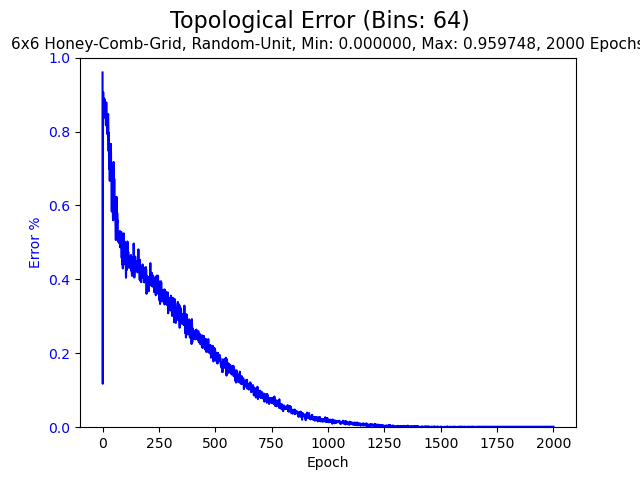 Topological Error (Bins: 64)
6x6 Honey-Comb-Grid, Random-Unit, Min: 0.000000, Max: 0.959748, 2000 Epochs
1.0
0.8
0.6
0.4
0.2
0.0
Error %
0 250 500 750 1000 1250 1500 1750 2000
Epoch